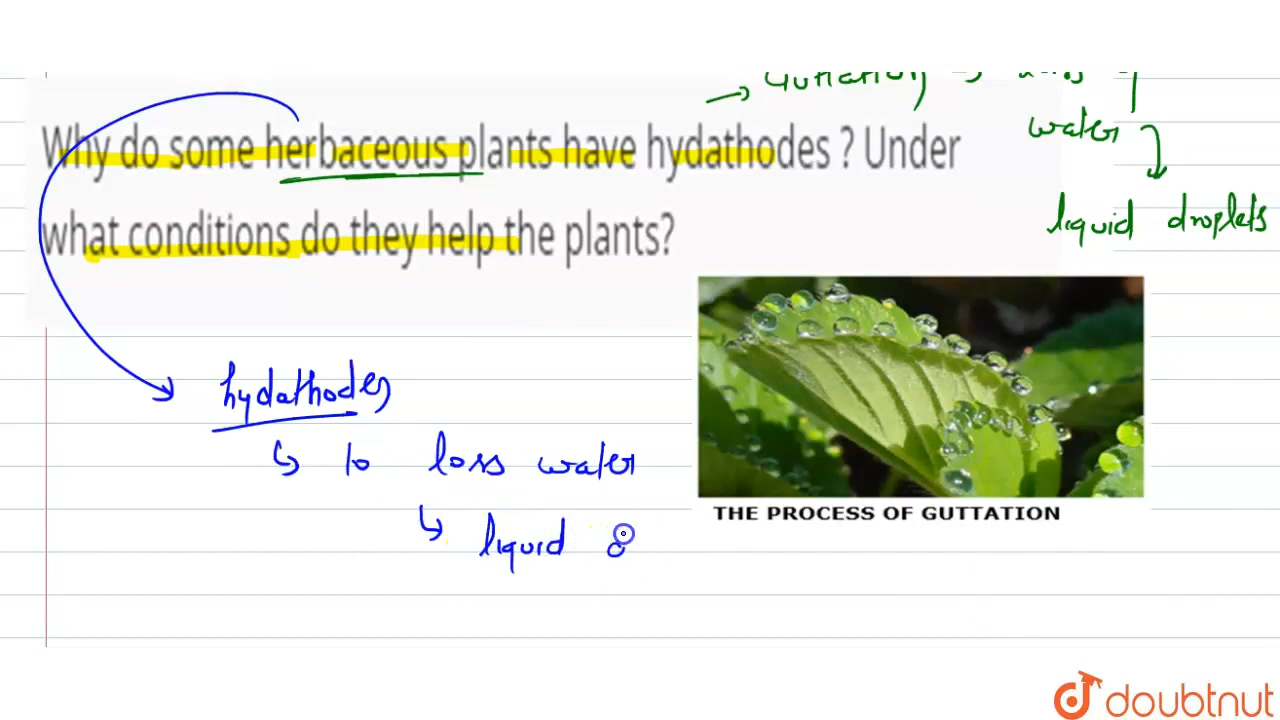 water
Why do some herbaceous plants have hydathodes ? Under
what conditions do they help the plants?
liquid droplets
hydathodes
to loss water
liquid
THE PROCESS OF GUTTATION
doubtnut